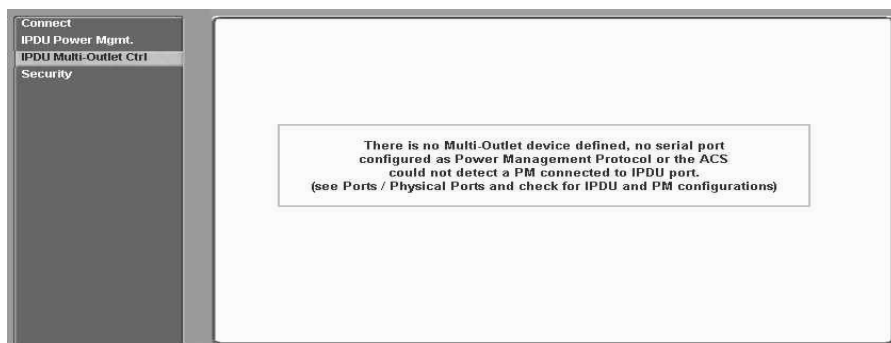 Connect
IPDU Power Mgmt.
IPDU Multi-Outlet Ctrl
Security
There is no Multi-Outlet device defined, no serial port
configured as Power Management Protocol or the ACS
could not detect a PM connected to IPDU port.
(see Ports / Physical Ports and check for IPDU and PM configurations)